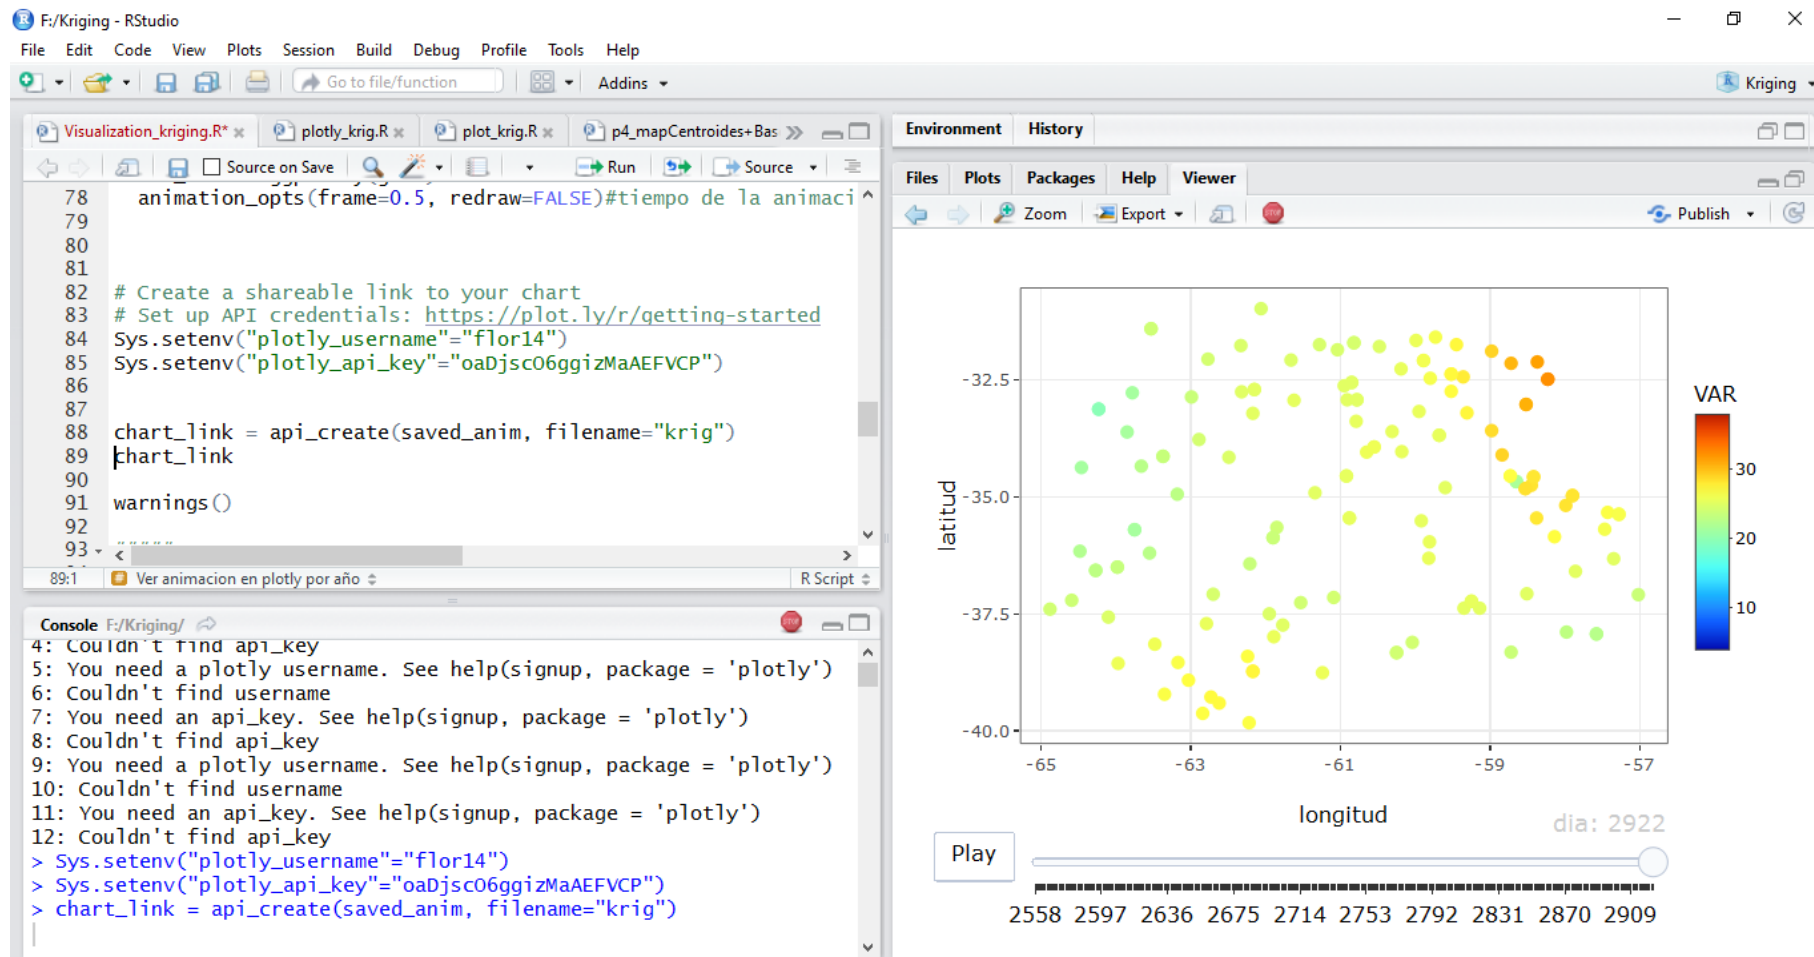 F:/Kriging - RStudio
File Edit Code View Plots Session Build Debug Profile Tools Help
Go to file/function Addins Kriging
Visualization_kriging.R* plotly_krig.R plot_krig.R p4_mapCentroides+Bas
Source on Save Run Source
78 animation_opts(frame=0.5, redraw=FALSE)#tiempo de la animaci
79
80
81
82 # Create a shareable link to your chart
83 # Set up API credentials: https://plot.ly/r/getting-started
84 Sys.setenv("plotly_username"="flor14")
85 Sys.setenv("plotly_api_key"="oaDjscO6ggizMaAEFVCP")
86
87
88 chart_link = api_create(saved_anim, filename="krig")
89 chart_link
90
91 warnings()
92
93
89:1 Ver animacion en plotly por año R Script
Console F:/Kriging/
4: Couldn't find api_key
5: You need a plotly username. See help(signup, package = 'plotly')
6: Couldn't find username
7: You need an api_key. See help(signup, package = 'plotly')
8: Couldn't find api_key
9: You need a plotly username. See help(signup, package = 'plotly')
10: Couldn't find username
11: You need an api_key. See help(signup, package = 'plotly')
12: Couldn't find api_key
> Sys.setenv("plotly_username"="flor14")
> Sys.setenv("plotly_api_key"="oaDjscO6ggizMaAEFVCP")
> chart_link = api_create(saved_anim, filename="krig")
Environment History
Files Plots Packages Help Viewer
Zoom Export STOP Publish
latitud
-32.5
-35.0
-37.5
-40.0
-65 -63 -61 -59 -57
longitud
VAR
30
20
10
dia: 2922
Play
2558 2597 2636 2675 2714 2753 2792 2831 2870 2909